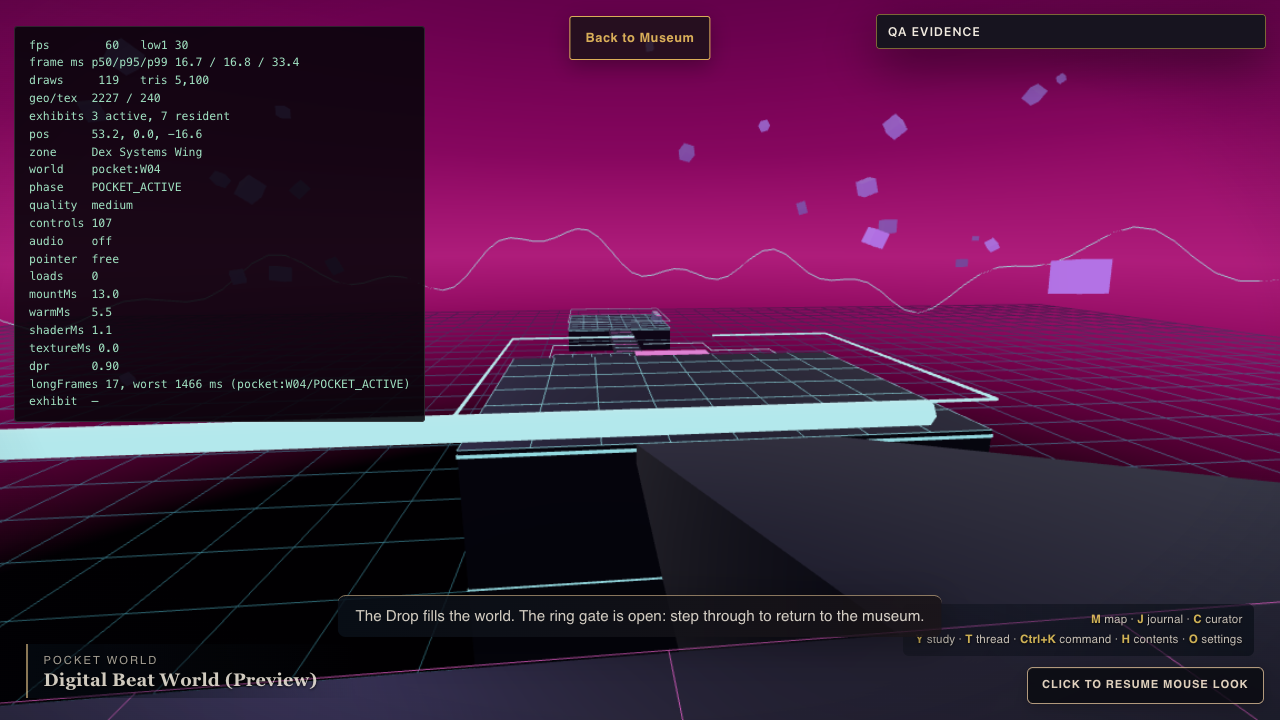 fps 60 low1 30
frame ms p50/p95/p99 16.7 / 16.8 / 33.4
draws 119 tris 5,100
geo/tex 2227 / 240
exhibits 3 active, 7 resident
pos 53.2, 0.0, −16.6
zone Dex Systems Wing
world pocket:W04
phase POCKET_ACTIVE
quality medium
controls 107
audio off
pointer free
loads 0
mountMs 13.0
warmMs 5.5
shaderMs 1.1
textureMs 0.0
dpr 0.90
longFrames 17, worst 1466 ms (pocket:W04/POCKET_ACTIVE)
exhibit —
Back to Museum
QA EVIDENCE
The Drop fills the world. The ring gate is open: step through to return to the museum.
M map · J journal · C curator
Y study · T thread · Ctrl+K command · H contents · O settings
POCKET WORLD
Digital Beat World (Preview)
CLICK TO RESUME MOUSE LOOK